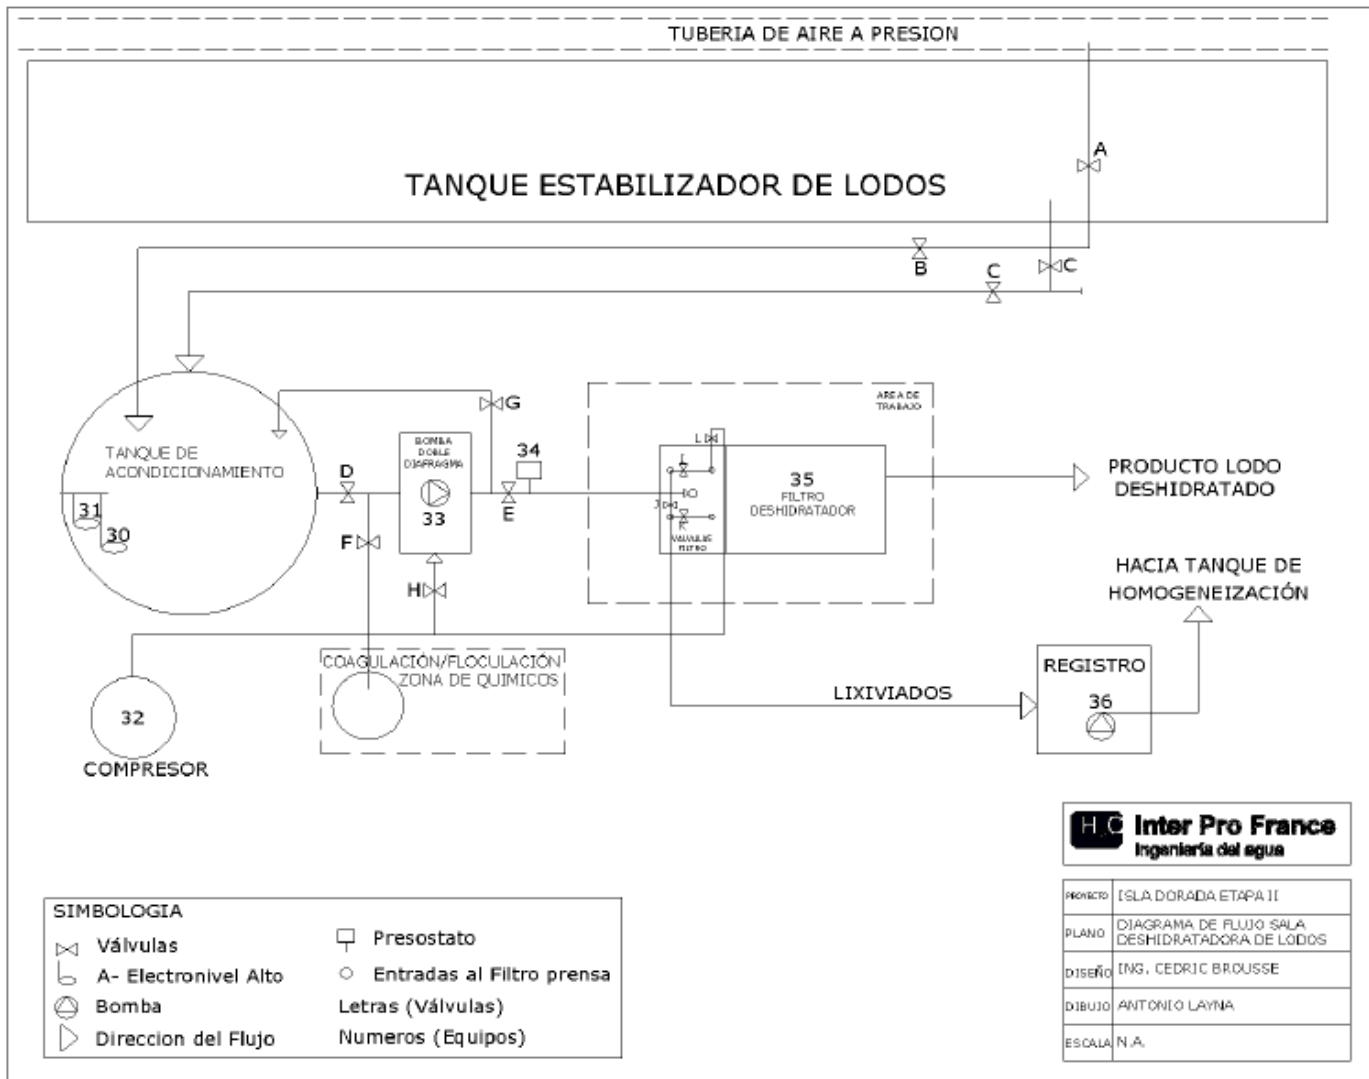 TUBERIA DE AIRE A PRESION
A
TANQUE ESTABILIZADOR DE LODOS
B
C
C
G
AREA DE
TRABAJO
TANQUE DE
ACONDICIONAMIENTO
31
30
D
F
BOMBA
DOBLE
DIAFRAGMA
33
H
34
E
L
J
K
VALVULAS
FILTRO
35
FILTRO
DESHIDRATADOR
PRODUCTO LODO
DESHIDRATADO
HACIA TANQUE DE
HOMOGENEIZACIÓN
COAGULACIÓN/FLOCULACIÓN
ZONA DE QUIMICOS
32
COMPRESOR
LIXIVIADOS
REGISTRO
36
H C Inter Pro France
Ingeniería del agua
PROYECTO ISLA DORADA ETAPA II
PLANO DIAGRAMA DE FLUJO SALA
DESHIDRATADORA DE LODOS
DISEÑO ING. CEDRIC BROUSSE
DIBUJO ANTONIO LAYNA
ESCALA N.A.
SIMBOLOGIA
Válvulas
A- Electronivel Alto
Bomba
Direccion del Flujo
Presostato
Entradas al Filtro prensa
Letras (Válvulas)
Numeros (Equipos)